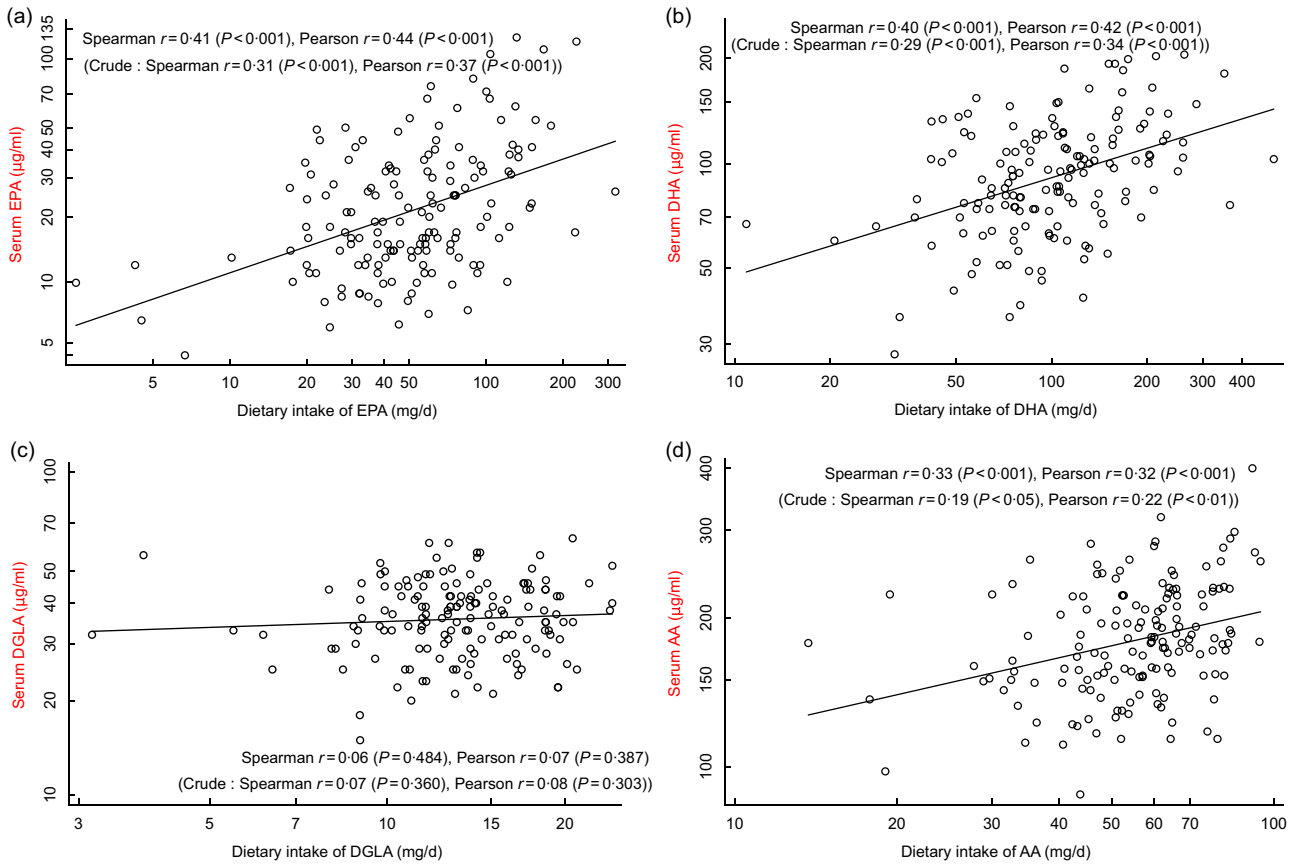 (a)
Spearman r=0·41 (P<0·001), Pearson r=0·44 (P<0·001)
(Crude : Spearman r=0·31 (P<0·001), Pearson r=0·37 (P<0·001))
Serum EPA (µg/ml)
135
100
70
50
30
20
10
5
5 10 20 30 40 50 100 200 300
Dietary intake of EPA (mg/d)
(b)
Spearman r=0·40 (P<0·001), Pearson r=0·42 (P<0·001)
(Crude : Spearman r=0·29 (P<0·001), Pearson r=0·34 (P<0·001))
Serum DHA (µg/ml)
200
150
100
70
50
30
10 20 50 100 200 300 400
Dietary intake of DHA (mg/d)
(c)
Serum DGLA (µg/ml)
100
70
50
40
30
20
10
Spearman r=0·06 (P=0·484), Pearson r=0·07 (P=0·387)
(Crude : Spearman r=0·07 (P=0·360), Pearson r=0·08 (P=0·303))
3 5 7 10 15 20
Dietary intake of DGLA (mg/d)
(d)
Spearman r=0·33 (P<0·001), Pearson r=0·32 (P<0·001)
(Crude : Spearman r=0·19 (P<0·05), Pearson r=0·22 (P<0·01))
Serum AA (µg/ml)
400
300
200
150
100
10 20 30 40 50 60 70 100
Dietary intake of AA (mg/d)